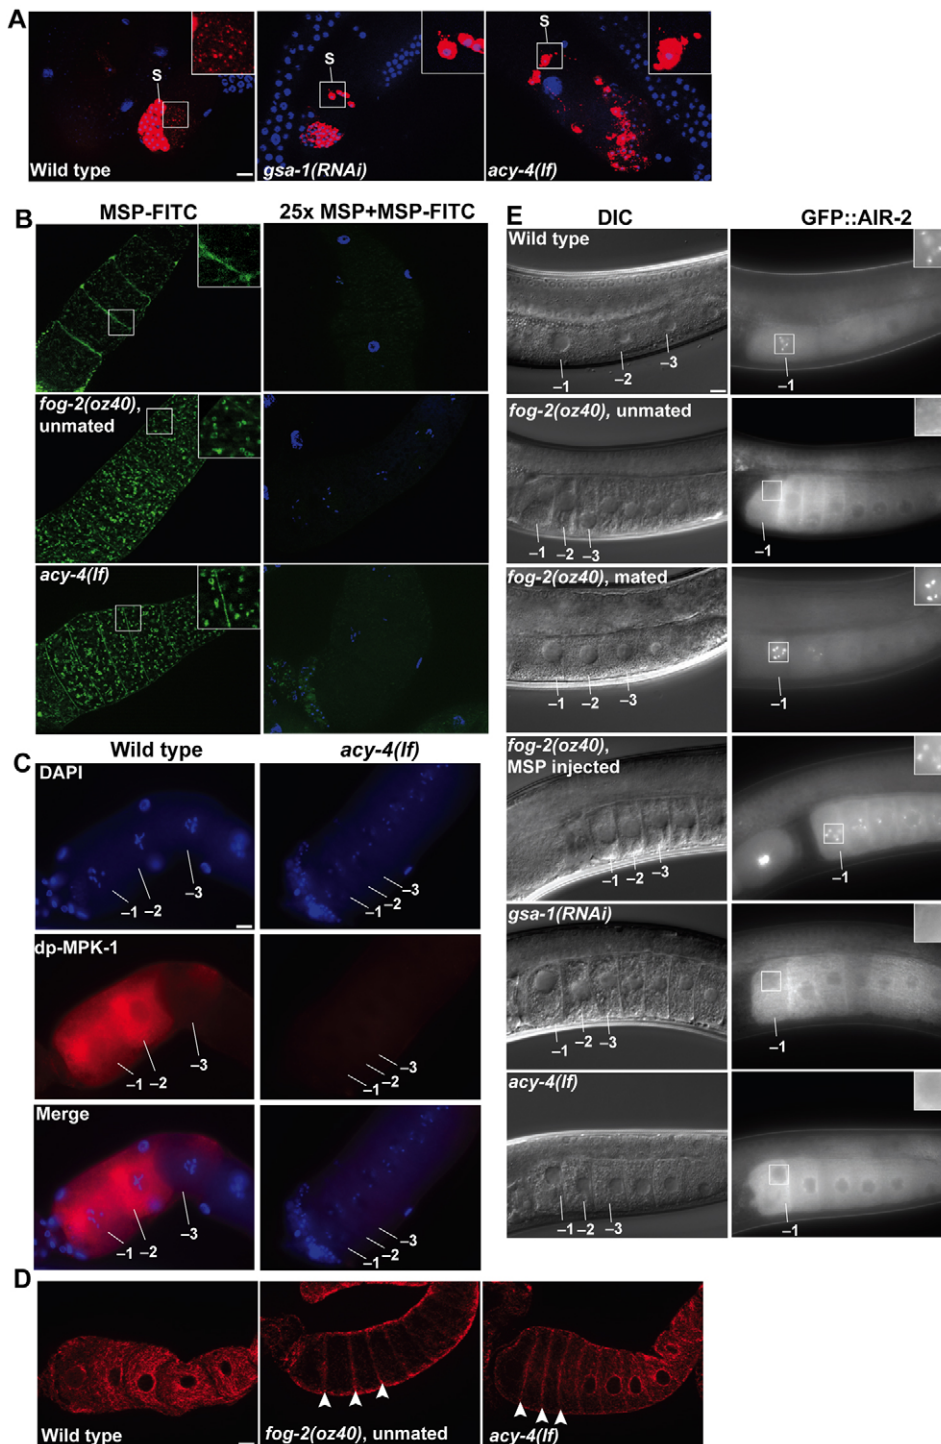 A
S
Wild type
S
gsa-1(RNAi)
S
acy-4(lf)
B
MSP-FITC
25x MSP+MSP-FITC
fog-2(oz40),
unmated
acy-4(lf)
C
Wild type
acy-4(lf)
DAPI
–1
–2
–3
–1
–2
–3
dp-MPK-1
–1
–2
–3
–1
–2
–3
Merge
–1
–2
–3
–1
–2
–3
D
Wild type
fog-2(oz40), unmated
acy-4(lf)
E
DIC
GFP::AIR-2
Wild type
–1
–2
–3
–1
fog-2(oz40), unmated
–1
–2
–3
–1
fog-2(oz40), mated
–1
–2
–3
–1
fog-2(oz40),
MSP injected
–1
–2
–3
–1
gsa-1(RNAi)
–1
–2
–3
–1
acy-4(lf)
–1
–2
–3
–1